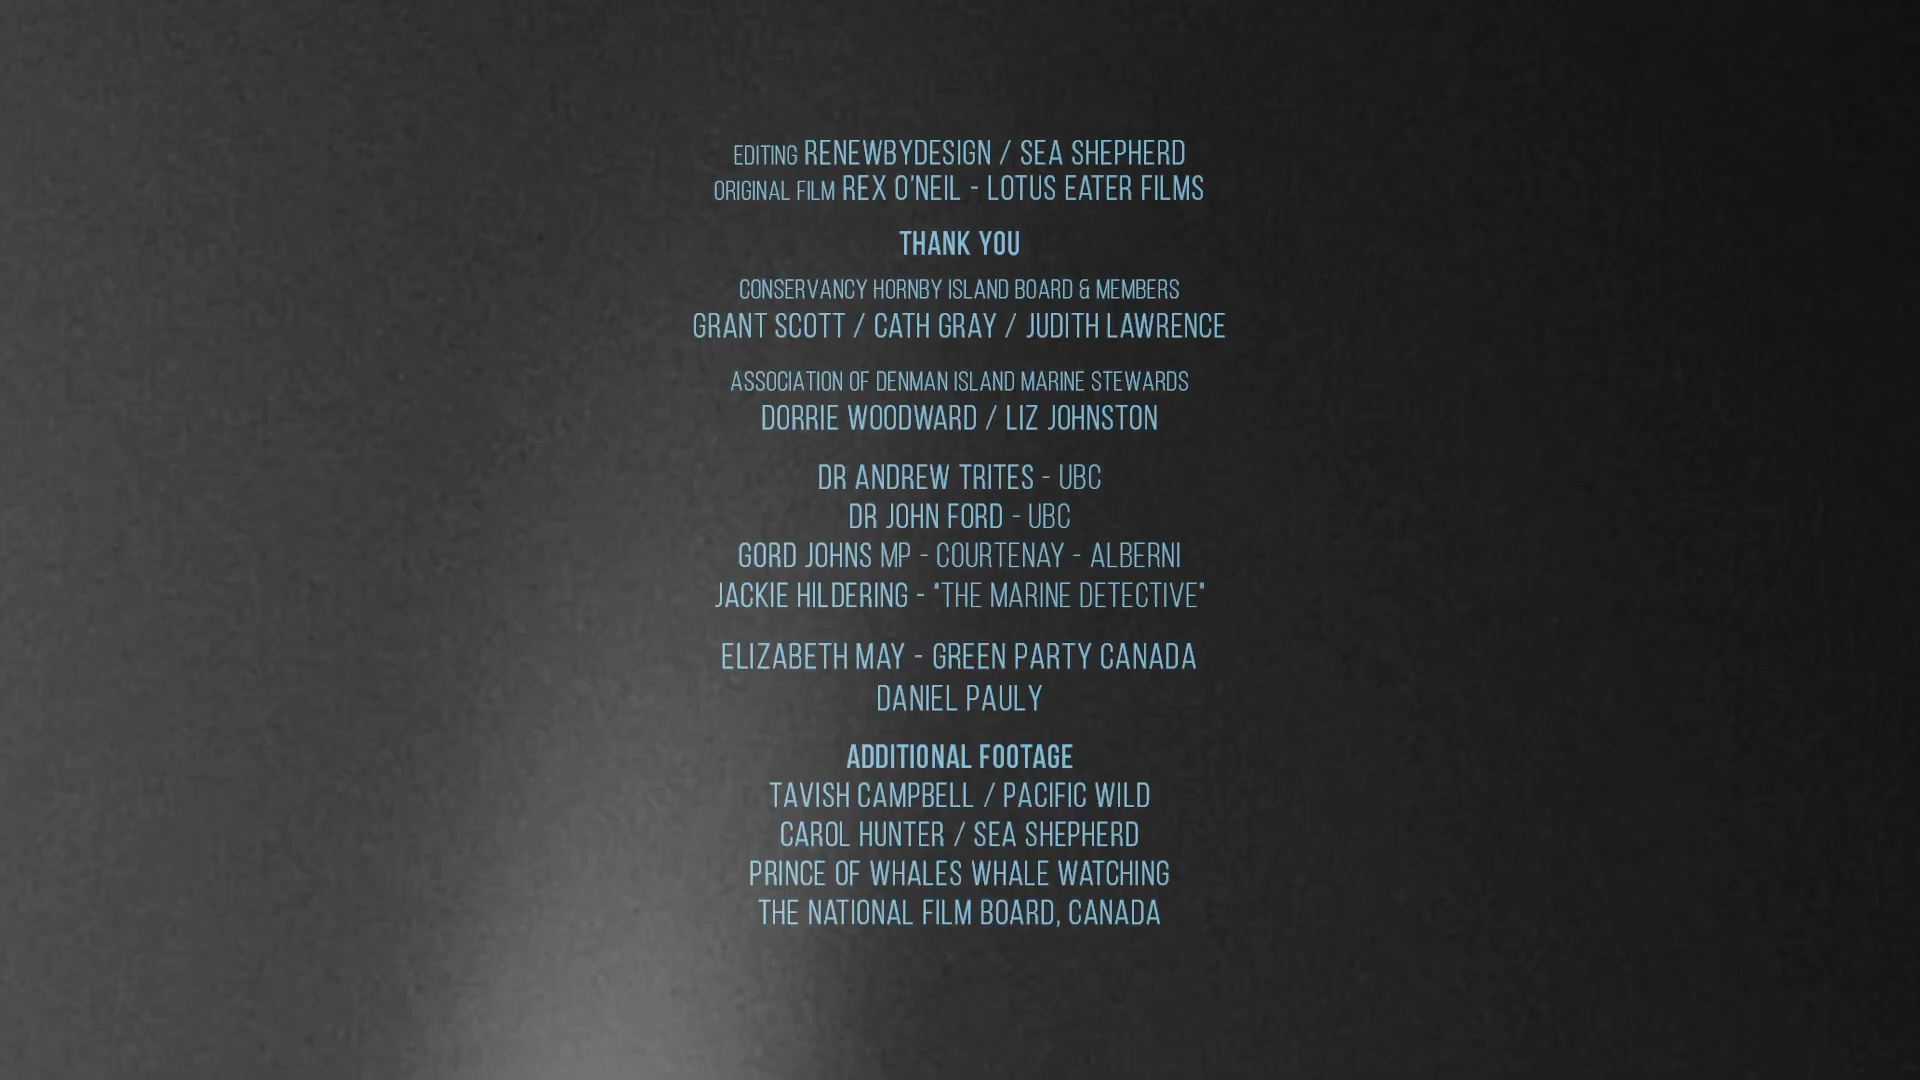 EDITING RENEWBYDESIGN / SEA SHEPHERD
ORIGINAL FILM REX O'NEIL - LOTUS EATER FILMS
THANK YOU
CONSERVANCY HORNBY ISLAND BOARD & MEMBERS
GRANT SCOTT / CATH GRAY / JUDITH LAWRENCE
ASSOCIATION OF DENMAN ISLAND MARINE STEWARDS
DORRIE WOODWARD / LIZ JOHNSTON
DR ANDREW TRITES - UBC
DR JOHN FORD - UBC
GORD JOHNS MP - COURTENAY - ALBERNI
JACKIE HILDERING - "THE MARINE DETECTIVE"
ELIZABETH MAY - GREEN PARTY CANADA
DANIEL PAULY
ADDITIONAL FOOTAGE
TAVISH CAMPBELL / PACIFIC WILD
CAROL HUNTER / SEA SHEPHERD
PRINCE OF WHALES WHALE WATCHING
THE NATIONAL FILM BOARD, CANADA